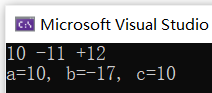 Microsoft Visual Studio
10 -11 +12
a=10, b=-17, c=10